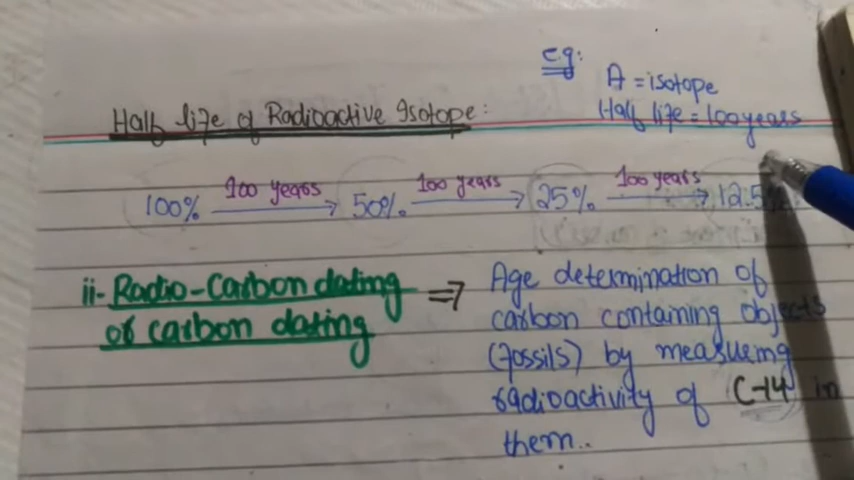 e.g:
A = isotope
Half life = 100 years
Half life of Radioactive Isotope:
100% 100 years → 50% 100 years → 25% 100 years → 12.5
ii- Radio-Carbon dating
or carbon dating
⇒ Age determination of
carbon containing objects
(fossils) by measureing
radioactivity of C-14 in
them..